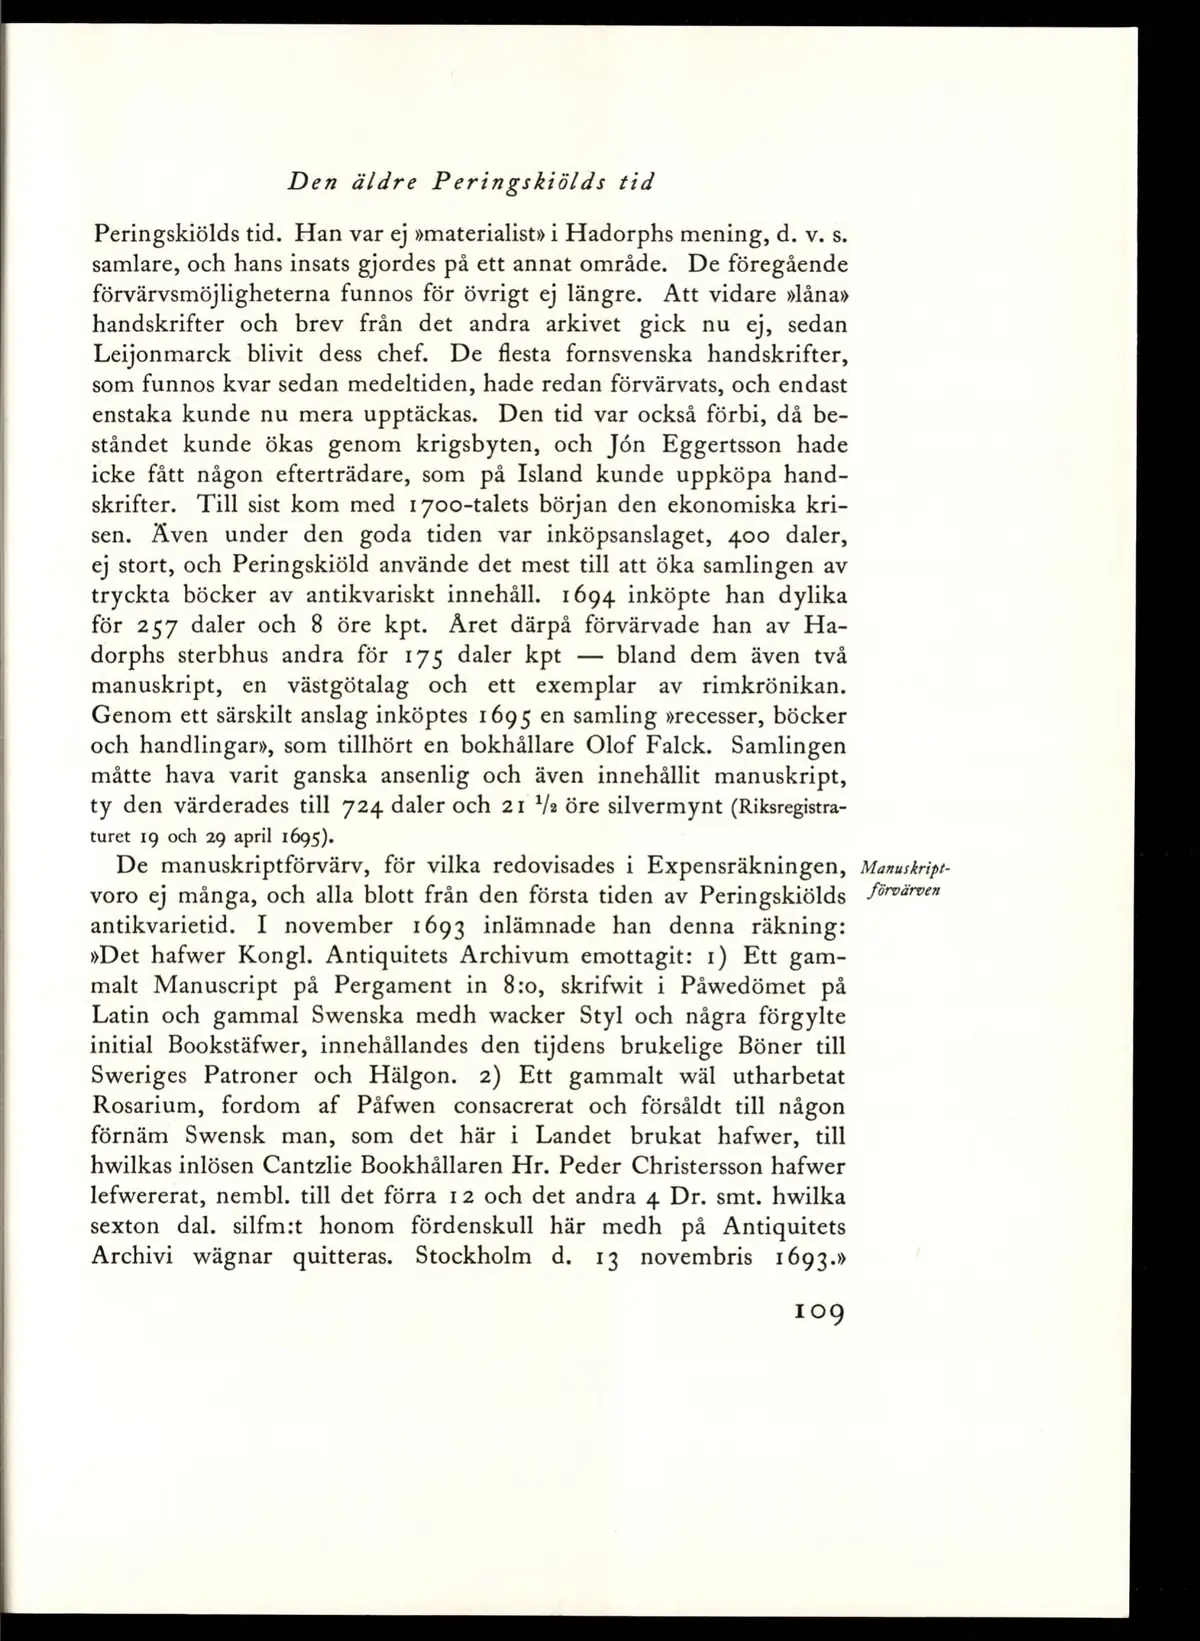 Den äldre Peringskiölds tid
Peringskiölds tid. Han var ej »materialist» i Hadorphs mening, d. v. s.
samlare, och hans insats gjordes på ett annat område. De föregående
förvärvsmöjligheterna funnos för övrigt ej längre. Att vidare »låna»
handskrifter och brev från det andra arkivet gick nu ej, sedan
Leijonmarck blivit dess chef. De flesta fornsvenska handskrifter,
som funnos kvar sedan medeltiden, hade redan förvärvats, och endast
enstaka kunde nu mera upptäckas. Den tid var också förbi, då be-
ståndet kunde ökas genom krigsbyten, och Jón Eggertsson hade
icke fått någon efterträdare, som på Island kunde uppköpa hand-
skrifter. Till sist kom med 1700-talets början den ekonomiska kri-
sen. Även under den goda tiden var inköpsanslaget, 400 daler,
ej stort, och Peringskiöld använde det mest till att öka samlingen av
tryckta böcker av antikvariskt innehåll. 1694 inköpte han dylika
för 257 daler och 8 öre kpt. Året därpå förvärvade han av Ha-
dorphs sterbhus andra för 175 daler kpt — bland dem även två
manuskript, en västgötalag och ett exemplar av rimkrönikan.
Genom ett särskilt anslag inköptes 1695 en samling »recesser, böcker
och handlingar», som tillhört en bokhållare Olof Falck. Samlingen
måtte hava varit ganska ansenlig och även innehållit manuskript,
ty den värderades till 724 daler och 21 1/2 öre silvermynt (Riksregistra-
turet 19 och 29 april 1695).
De manuskriptförvärv, för vilka redovisades i Expensräkningen,
Manuskript-
förvärven
voro ej många, och alla blott från den första tiden av Peringskiölds
antikvarietid. I november 1693 inlämnade han denna räkning:
»Det hafwer Kongl. Antiquitets Archivum emottagit: 1) Ett gam-
malt Manuscript på Pergament in 8:o, skrifwit i Påwedömet på
Latin och gammal Swenska medh wacker Styl och några förgylte
initial Bookstäfwer, innehållandes den tijdens brukelige Böner till
Sweriges Patroner och Hälgon. 2) Ett gammalt wäl utharbetat
Rosarium, fordom af Påfwen consacrerat och försåldt till någon
förnäm Swensk man, som det här i Landet brukat hafwer, till
hwilkas inlösen Cantzlie Bookhållaren Hr. Peder Christersson hafwer
lefwererat, nembl. till det förra 12 och det andra 4 Dr. smt. hwilka
sexton dal. silfm:t honom fördenskull här medh på Antiquitets
Archivi wägnar quitteras. Stockholm d. 13 novembris 1693.»
109